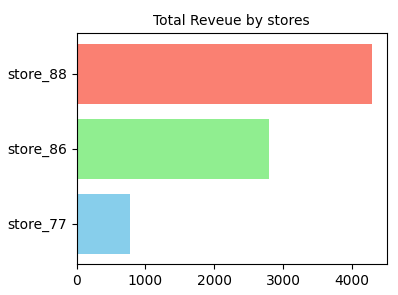 Total Reveue by stores
store_88
store_86
store_77
0 1000 2000 3000 4000